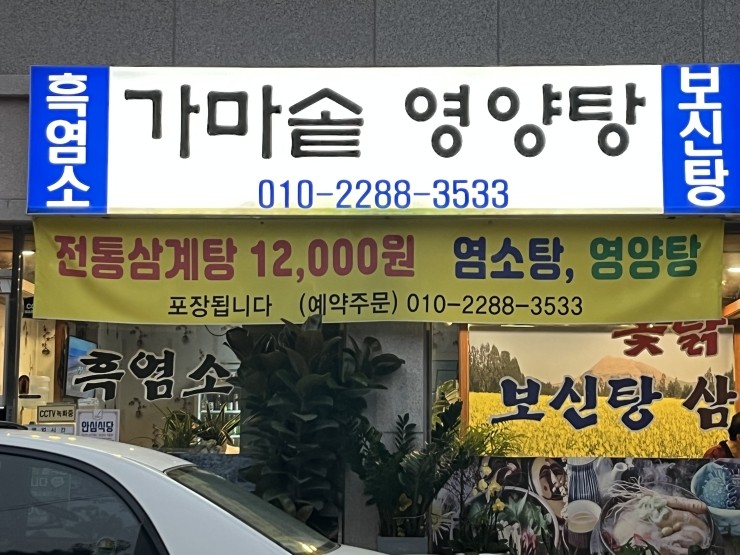 흑염소
가마솥 영양탕
보신탕
010-2288-3533
전통삼계탕 12,000원 염소탕, 영양탕
포장됩니다 (예약주문) 010-2288-3533
흑염소
보신탕 삼
CCTV 녹화중
안심식당